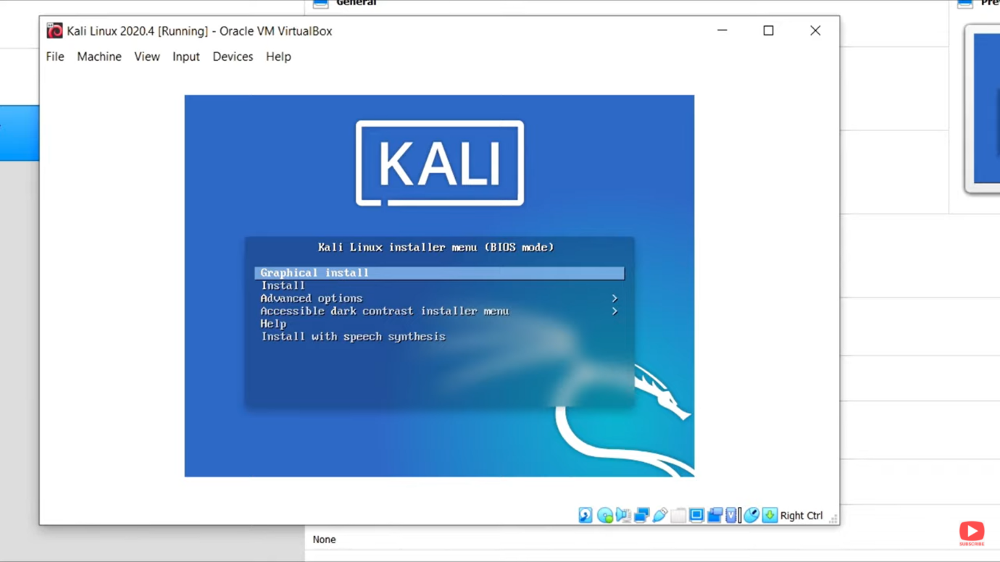 General
Pre
Kali Linux 2020.4 [Running] - Oracle VM VirtualBox
File Machine View Input Devices Help
KALI
Kali Linux installer menu (BIOS mode)
Graphical install
Install
Advanced options >
Accessible dark contrast installer menu >
Help
Install with speech synthesis
V
Right Ctrl
None
SUBSCRIBE